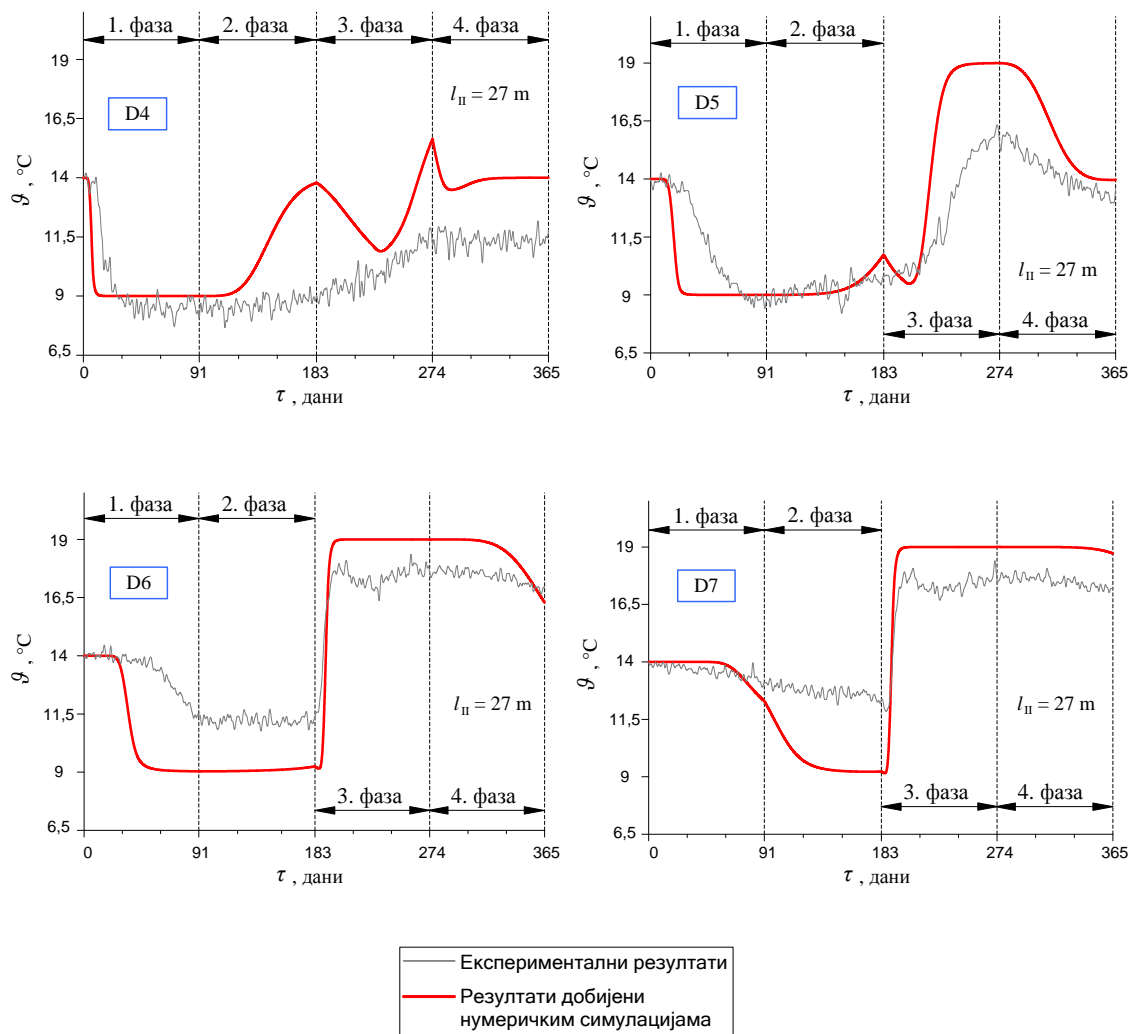 1. фаза 2. фаза 3. фаза 4. фаза
19
16,5
14
11,5
9
6,5
D4
l II = 27 m
ϑ , °C
0 91 183 274 365
τ , дани
1. фаза 2. фаза
19
16,5
14
11,5
9
6,5
D5
l II = 27 m
3. фаза 4. фаза
ϑ , °C
0 91 183 274 365
τ , дани
1. фаза 2. фаза
19
16,5
14
11,5
9
6,5
D6
l II = 27 m
3. фаза 4. фаза
ϑ , °C
0 91 183 274 365
τ , дани
1. фаза 2. фаза
19
16,5
14
11,5
9
6,5
D7
l II = 27 m
3. фаза 4. фаза
ϑ , °C
0 91 183 274 365
τ , дани
Експериментални резултати
Резултати добијени
нумеричким симулацијама